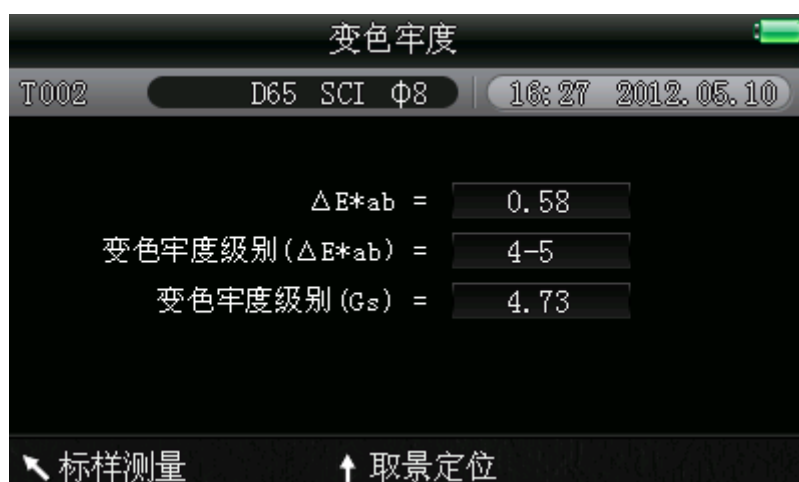 变色牢度
T002 D65 SCI Φ8 16:27 2012.05.10
△E*ab = 0.58
变色牢度级别(△E*ab) = 4-5
变色牢度级别(Gs) = 4.73
标样测量 取景定位